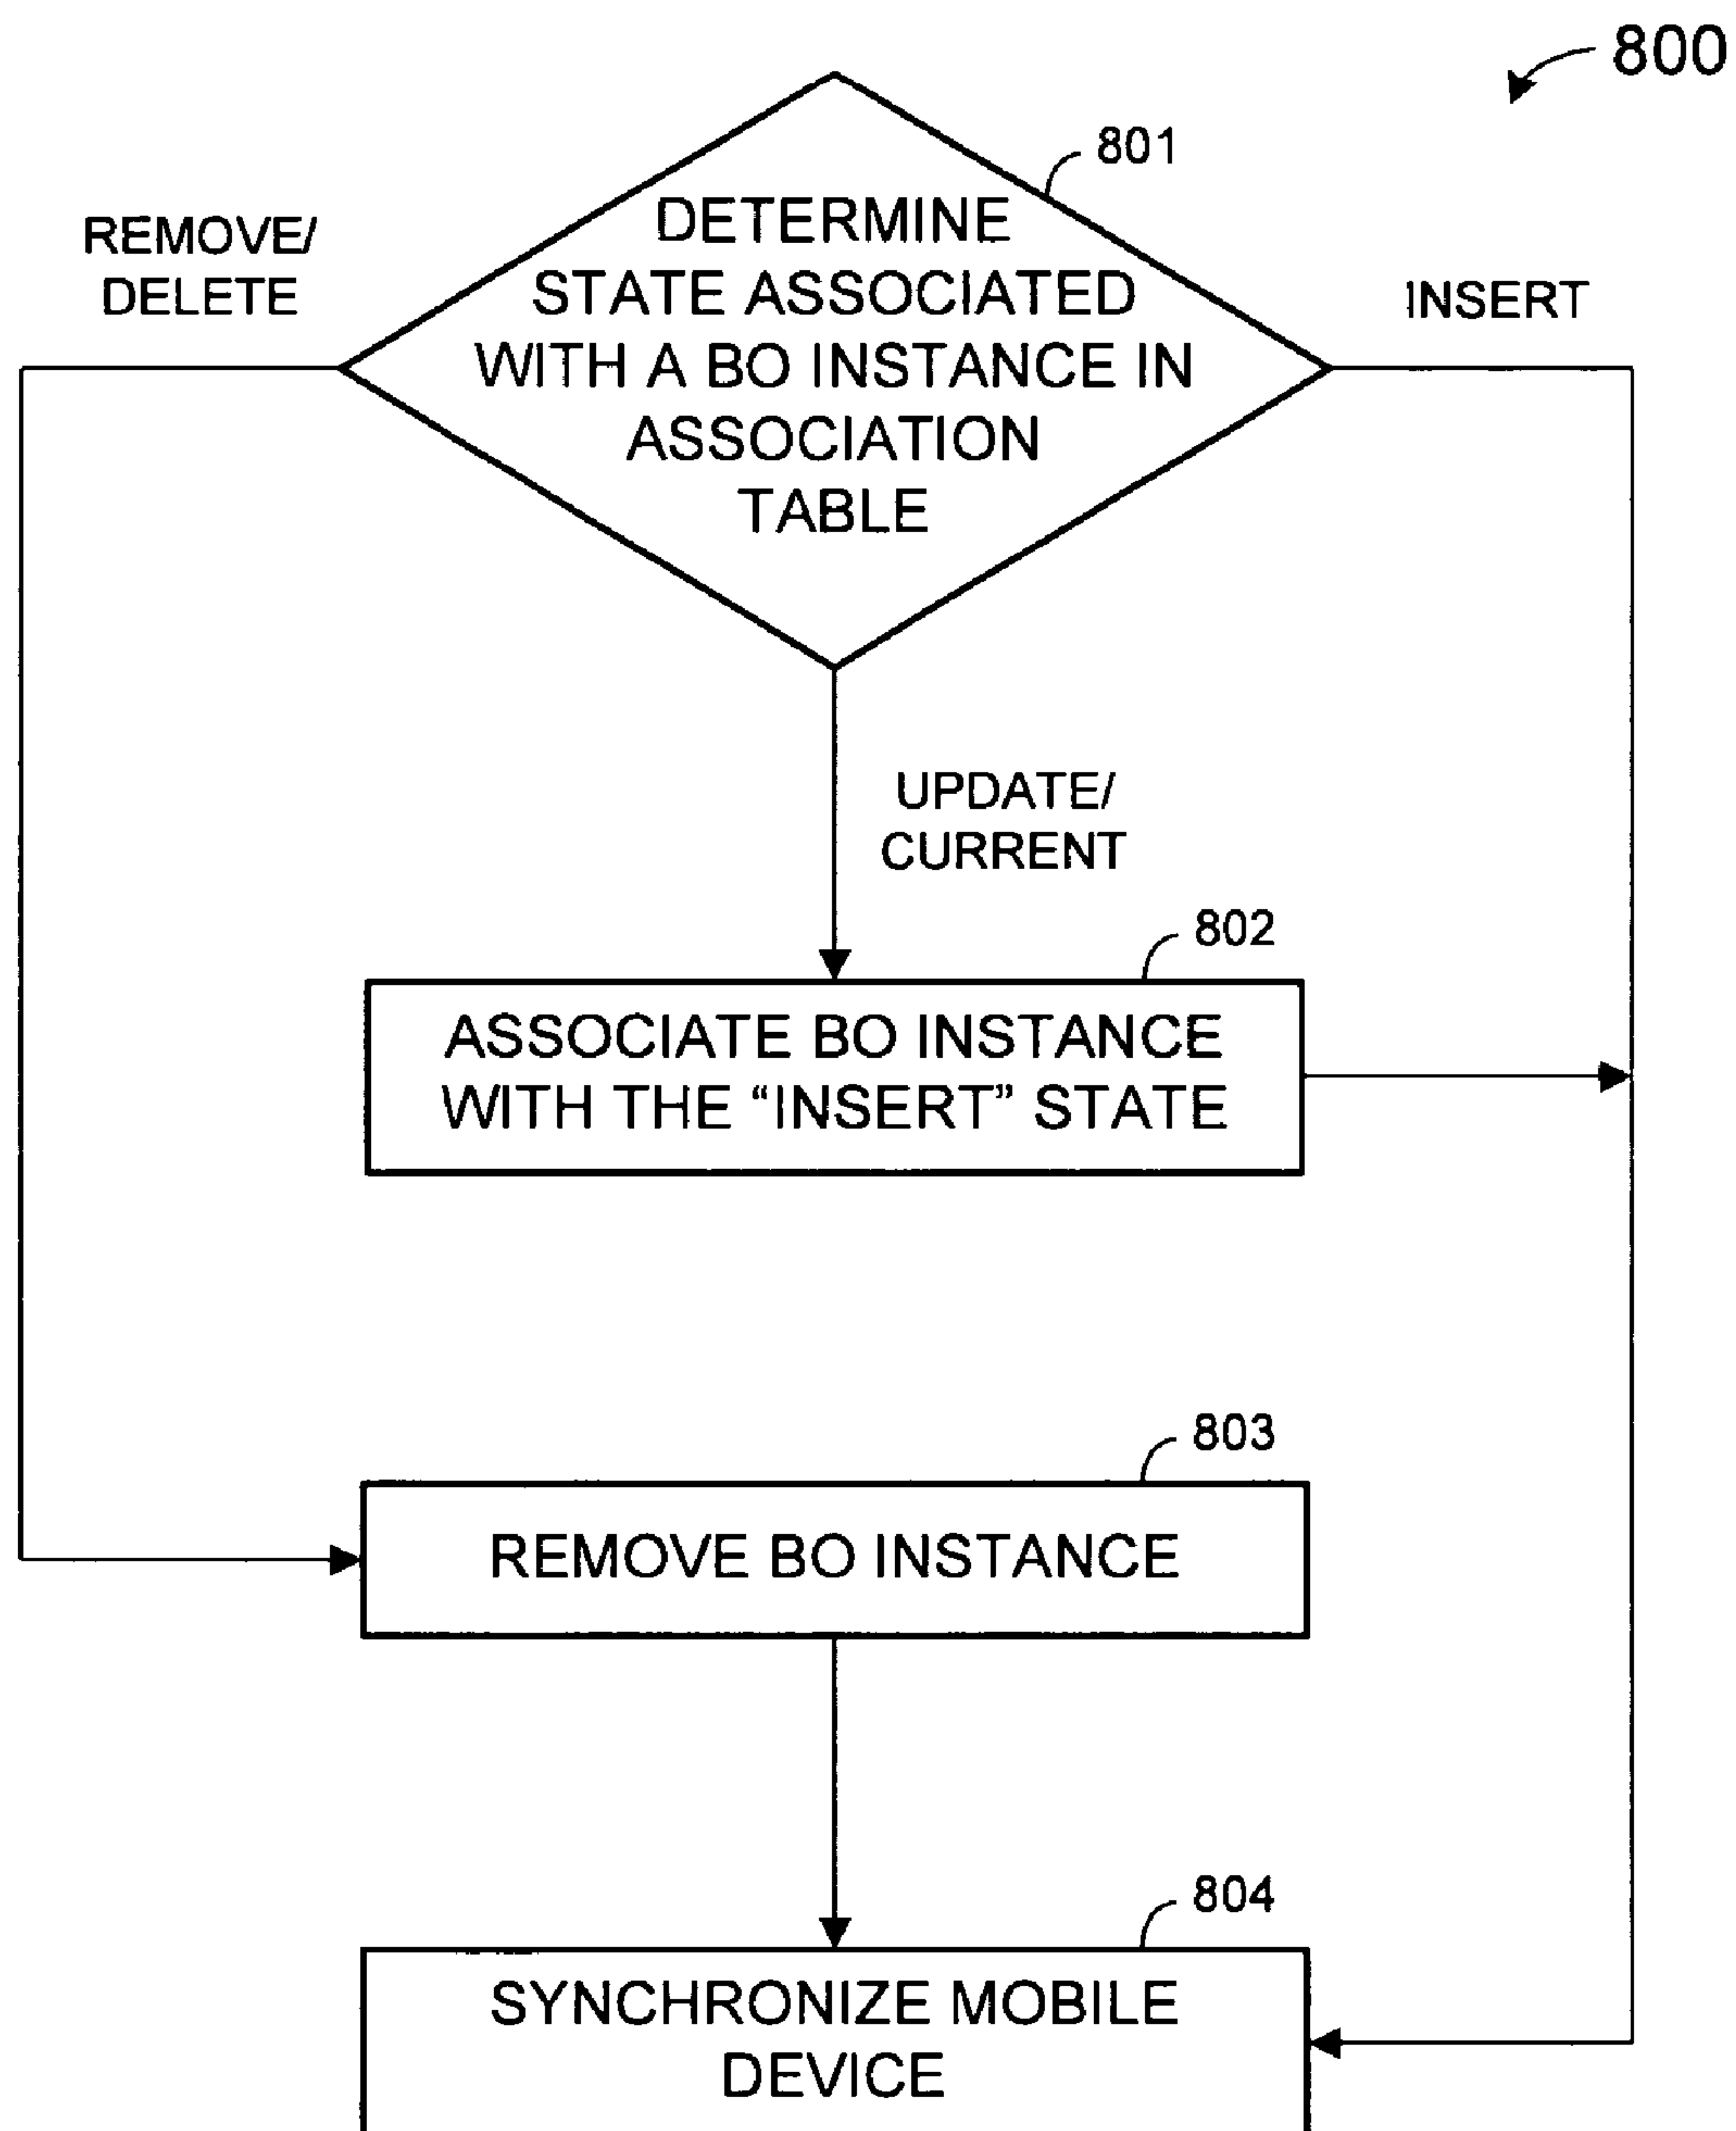 800
801
DETERMINE
STATE ASSOCIATED
WITH A BO INSTANCE IN
ASSOCIATION
TABLE
REMOVE/
DELETE
INSERT
UPDATE/
CURRENT
802
ASSOCIATE BO INSTANCE
WITH THE “INSERT” STATE
803
REMOVE BO INSTANCE
804
SYNCHRONIZE MOBILE
DEVICE